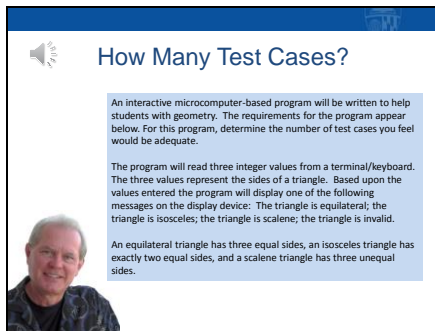 How Many Test Cases?
An interactive microcomputer-based program will be written to help
students with geometry. The requirements for the program appear
below. For this program, determine the number of test cases you feel
would be adequate.
The program will read three integer values from a terminal/keyboard.
The three values represent the sides of a triangle. Based upon the
values entered the program will display one of the following
messages on the display device: The triangle is equilateral; the
triangle is isosceles; the triangle is scalene; the triangle is invalid.
An equilateral triangle has three equal sides, an isosceles triangle has
exactly two equal sides, and a scalene triangle has three unequal
sides.